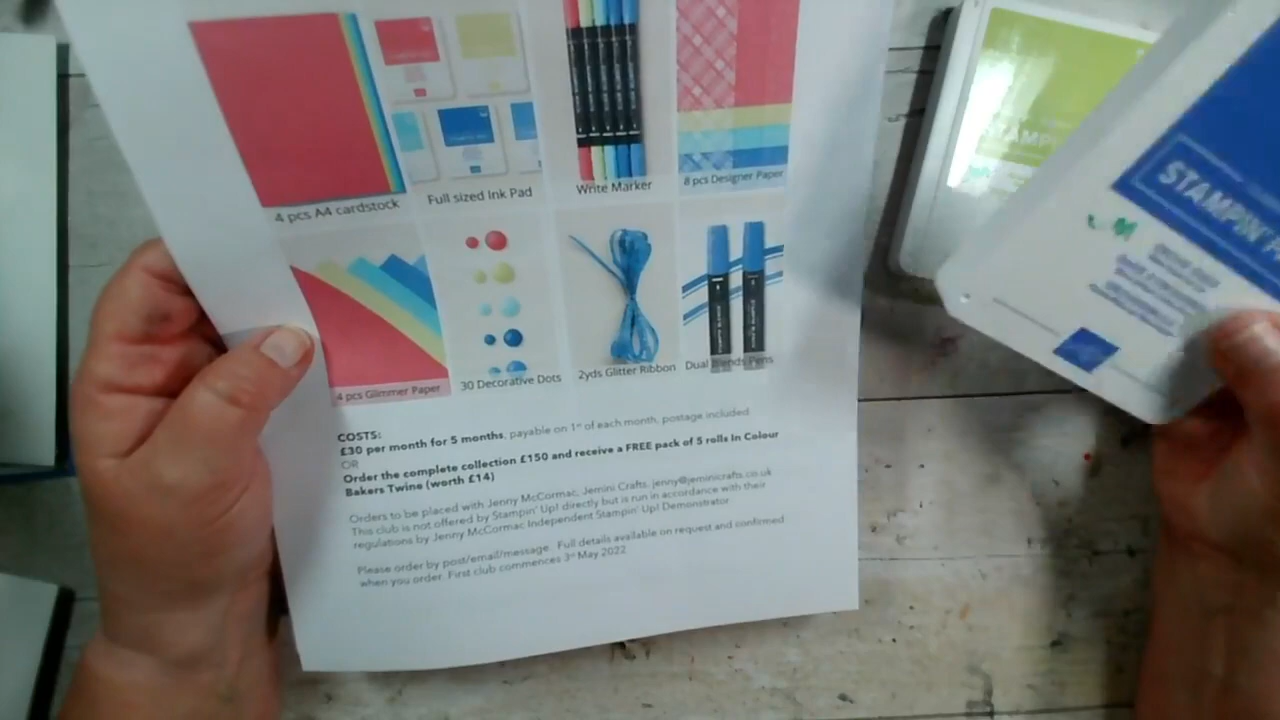 4 pcs A4 cardstock
Full sized Ink Pad
Write Marker
8 pcs Designer Paper
4 pcs Glimmer Paper
30 Decorative Dots
2yds Glitter Ribbon
Dual Blends Pens
COSTS:
£30 per month for 5 months, payable on 1st of each month, postage included
OR
Order the complete collection £150 and receive a FREE pack of 5 rolls In Colour
Bakers Twine (worth £14)
Orders to be placed with Jenny McCormac, Jemini Crafts. jenny@jeminicrafts.co.uk
This club is not offered by Stampin' Up! directly but is run in accordance with their
regulations by Jenny McCormac Independent Stampin' Up! Demonstrator
Please order by post/email/message. Full details available on request and confirmed
when you order. First club commences 3rd May 2022
STAMPIN'